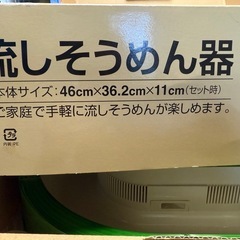 流しそうめん器
本体サイズ:46cm×36.2cm×11cm(セット時)
ご家庭で手軽に流しそうめんが楽しめます。